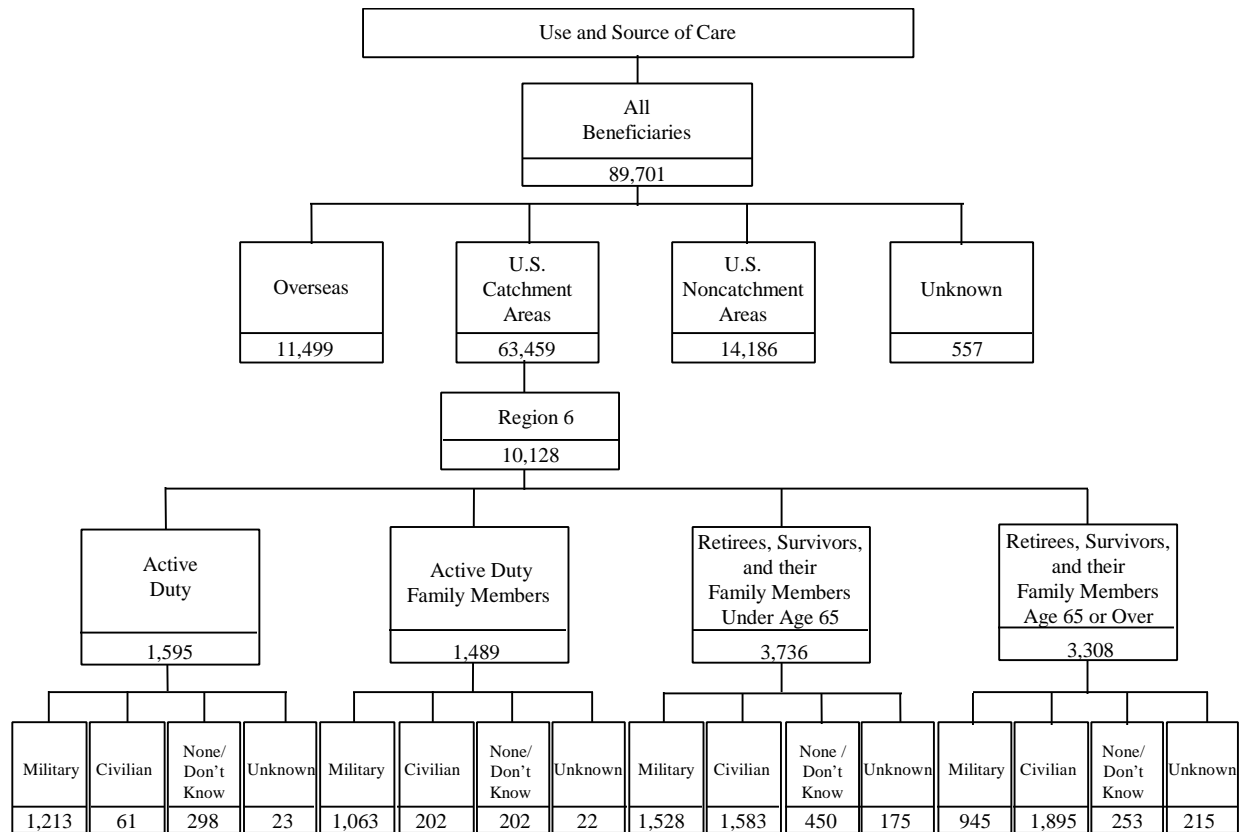 Use and Source of Care
All
Beneficiaries
89,701
Overseas
11,499
U.S.
Catchment
Areas
63,459
U.S.
Noncatchment
Areas
14,186
Unknown
557
Region 6
10,128
Active
Duty
1,595
Active Duty
Family Members
1,489
Retirees, Survivors,
and their
Family Members
Under Age 65
3,736
Retirees, Survivors,
and their
Family Members
Age 65 or Over
3,308
Military
1,213
Civilian
61
None/
Don't
Know
298
Unknown
23
Military
1,063
Civilian
202
None/
Don't
Know
202
Unknown
22
Military
1,528
Civilian
1,583
None /
Don't
Know
450
Unknown
175
Military
945
Civilian
1,895
None/
Don't
Know
253
Unknown
215